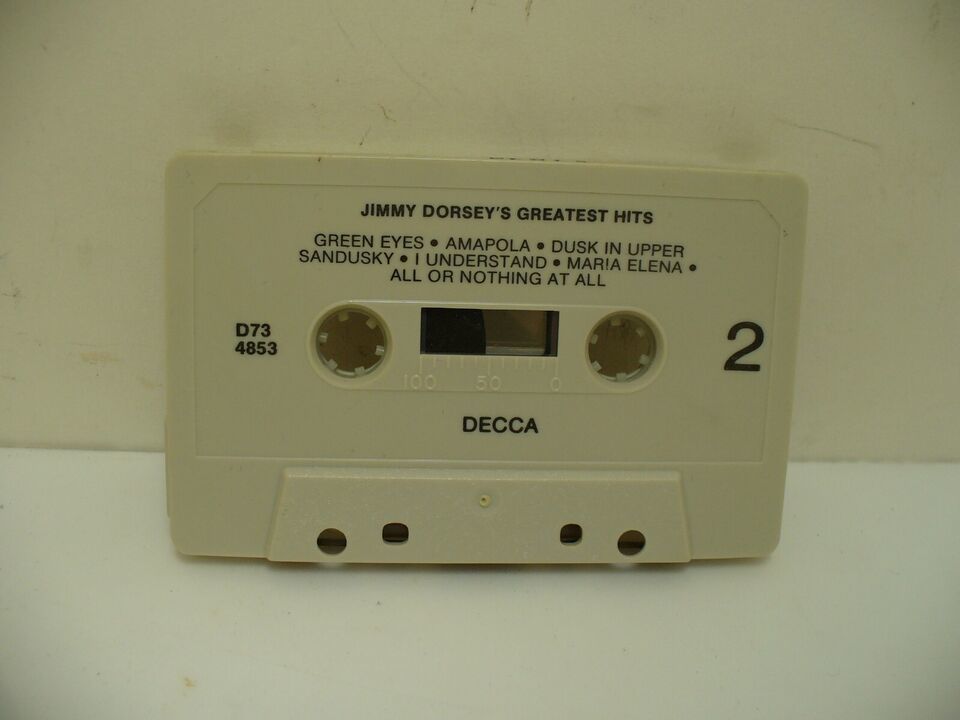 JIMMY DORSEY'S GREATEST HITS
GREEN EYES • AMAPOLA • DUSK IN UPPER
SANDUSKY • I UNDERSTAND • MARIA ELENA •
ALL OR NOTHING AT ALL
D73
4853
2
100 50 0
DECCA